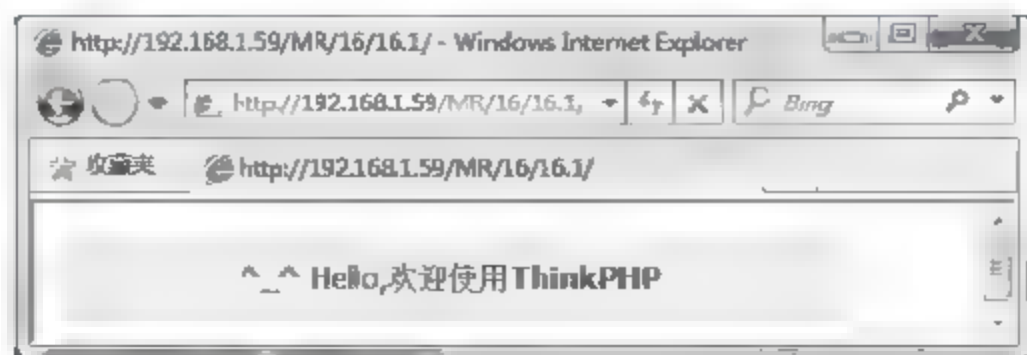 http://192.168.1.59/MR/16/16.1/ - Windows Internet Explorer
http://192.168.1.59/MR/16/16.1, Bing
收藏夹 http://192.168.1.59/MR/16/16.1/
^_^ Hello,欢迎使用ThinkPHP